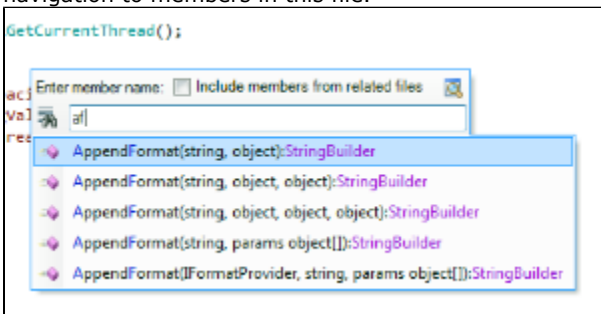 navigation to members in this file.
GetCurrentThread();
Enter member name: Include members from related files
af
AppendFormat(string, object):StringBuilder
AppendFormat(string, object, object):StringBuilder
AppendFormat(string, object, object, object):StringBuilder
AppendFormat(string, params object[]):StringBuilder
AppendFormat(IFormatProvider, string, params object[]):StringBuilder